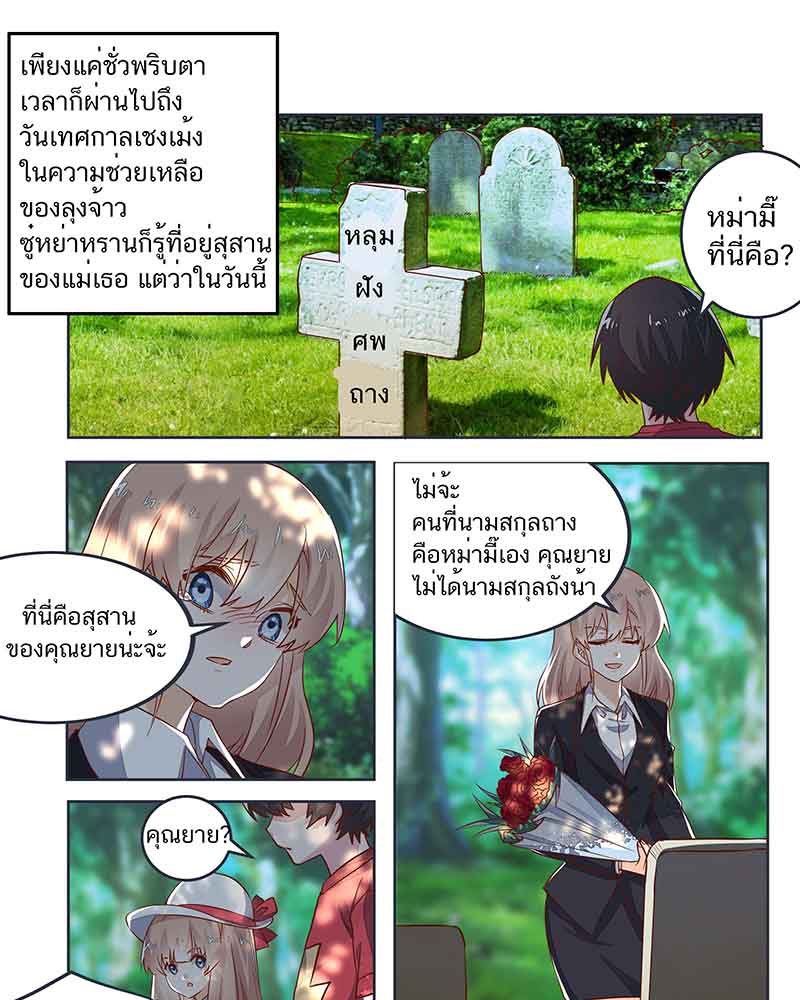 เพียงแค่ชั่วพริบตา
เวลาก็ผ่านไปถึง
วันเทศกาลเชงเม้ง
ในความช่วยเหลือ
ของลุงจ้าว
ซู๋หย่าหรานก็รู้ที่อยู่สุสาน
ของแม่เธอ แต่ว่าในวันนี้
หม่ามี๊
ที่นี่คือ?
หลุม
ฝัง
ศพ
ถาง
ที่นี่คือสุสาน
ของคุณยายน่ะจ้ะ
ไม่จ้ะ
คนที่นามสกุลถาง
คือหม่ามี๊เอง คุณยาย
ไม่ได้นามสกุลถังน้า
คุณยาย?